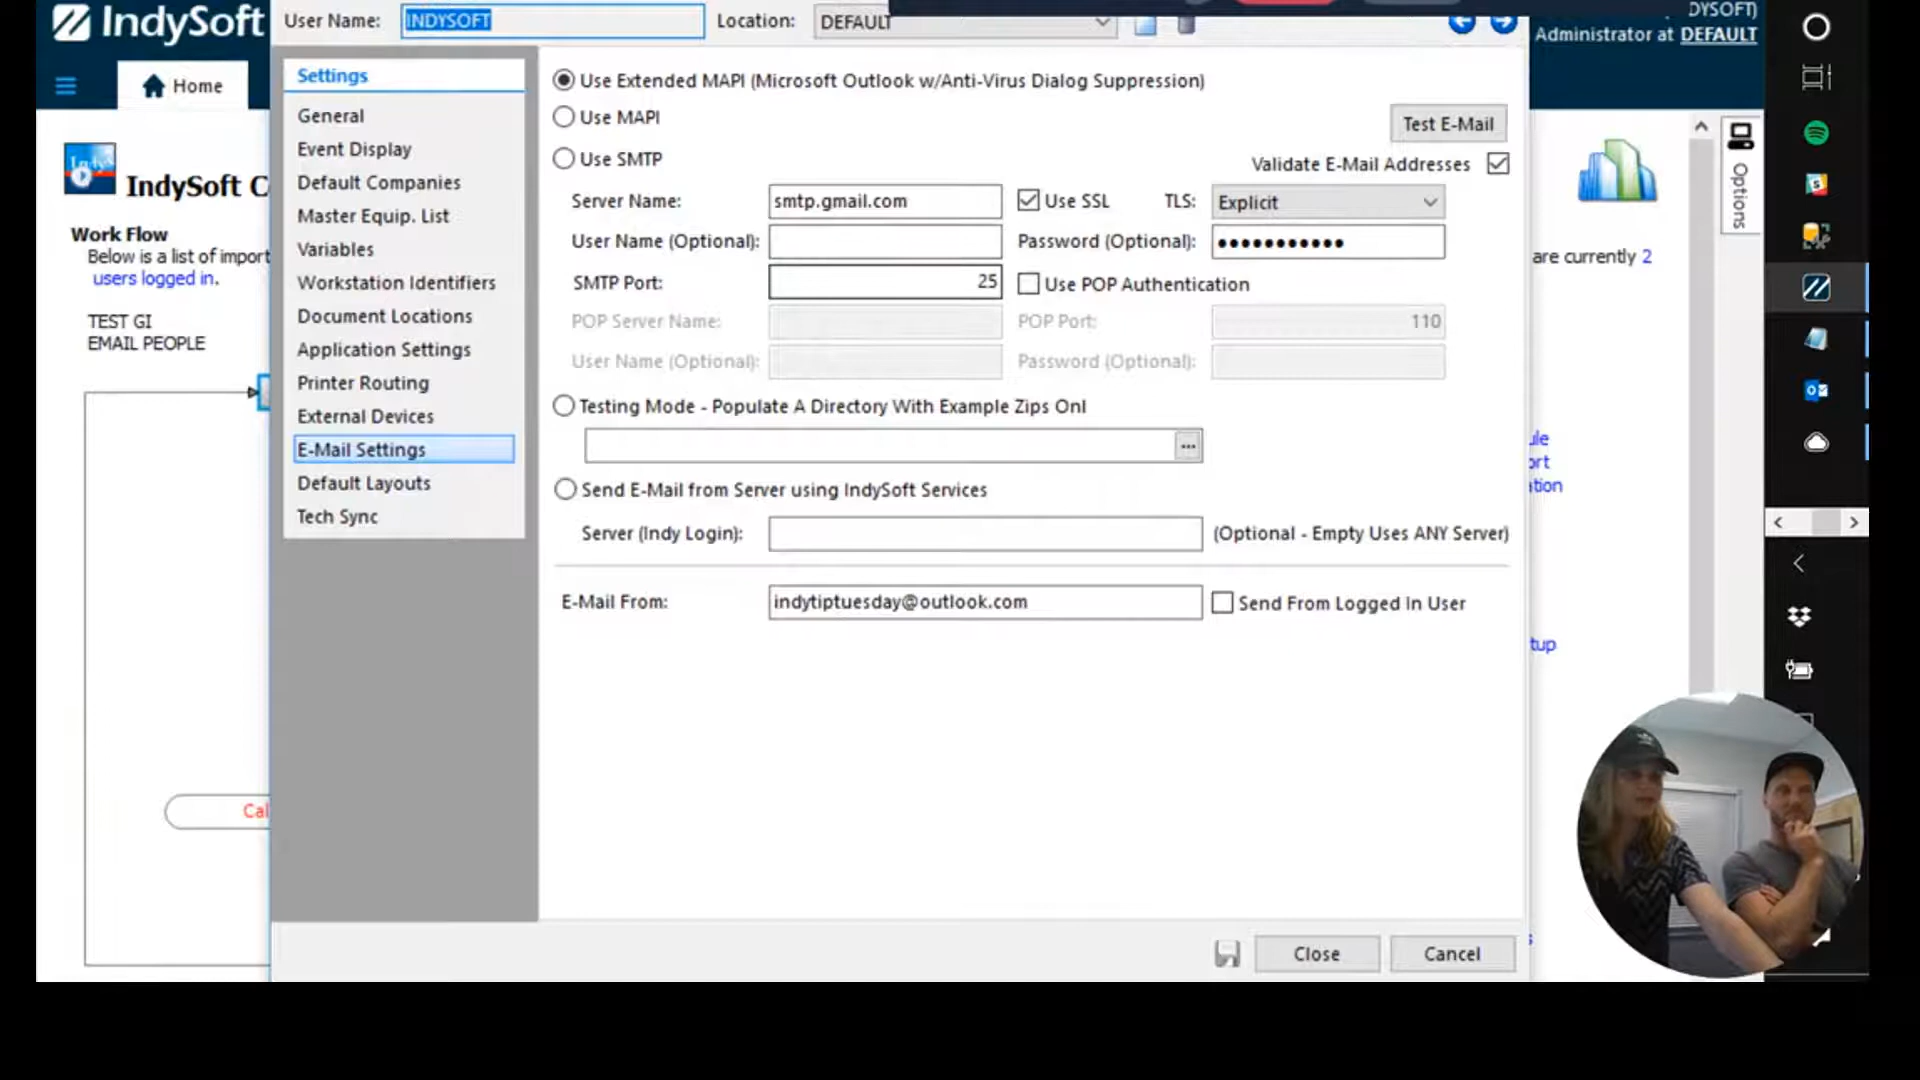 IndySoft
User Name:
INDYSOFT
Location:
DEFAULT
DYSOFT)
Administrator at DEFAULT
Home
Settings
General
Event Display
Default Companies
Master Equip. List
Variables
Workstation Identifiers
Document Locations
Application Settings
Printer Routing
External Devices
E-Mail Settings
Default Layouts
Tech Sync
Use Extended MAPI (Microsoft Outlook w/Anti-Virus Dialog Suppression)
Use MAPI
Test E-Mail
Use SMTP
Validate E-Mail Addresses
Server Name:
smtp.gmail.com
Use SSL
TLS:
Explicit
User Name (Optional):
Password (Optional):
●●●●●●●●●●●
SMTP Port:
25
Use POP Authentication
POP Server Name:
POP Port:
110
User Name (Optional):
Password (Optional):
Testing Mode - Populate A Directory With Example Zips Onl
...
Send E-Mail from Server using IndySoft Services
Server (Indy Login):
(Optional - Empty Uses ANY Server)
E-Mail From:
indytiptuesday@outlook.com
Send From Logged In User
Close
Cancel
IndySoft C
Work Flow
Below is a list of import
users logged in.
TEST GI
EMAIL PEOPLE
Cal
Options
are currently 2
ule
ort
ation
tup